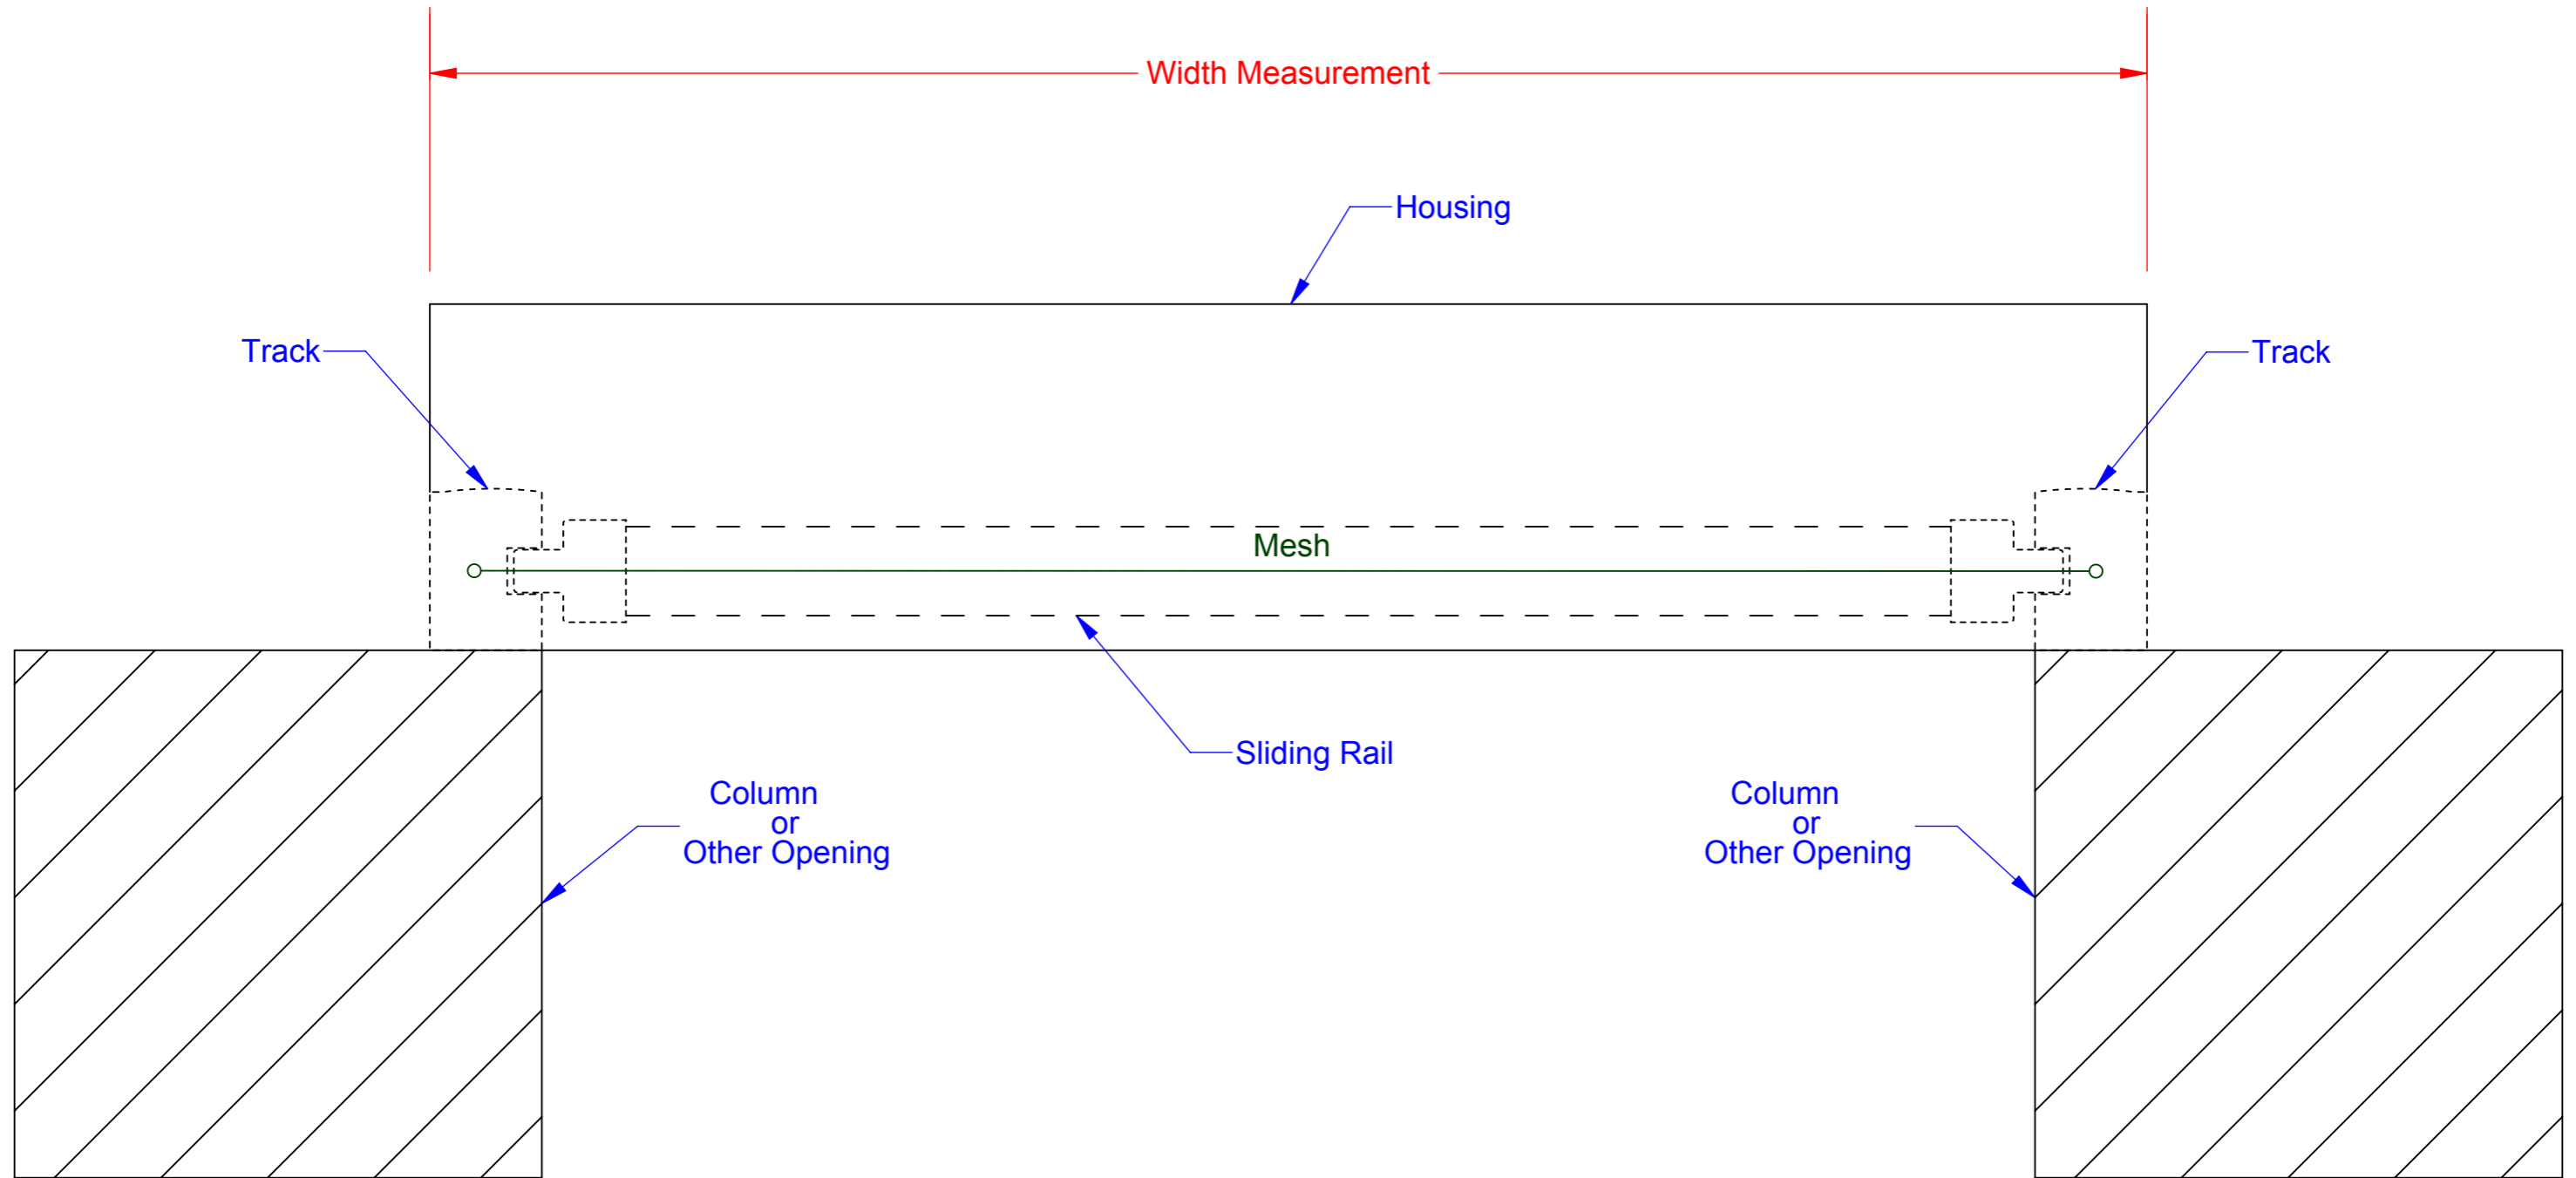 Width Measurement
Housing
Track
Track
Mesh
Sliding Rail
Column
or
Other Opening
Column
or
Other Opening